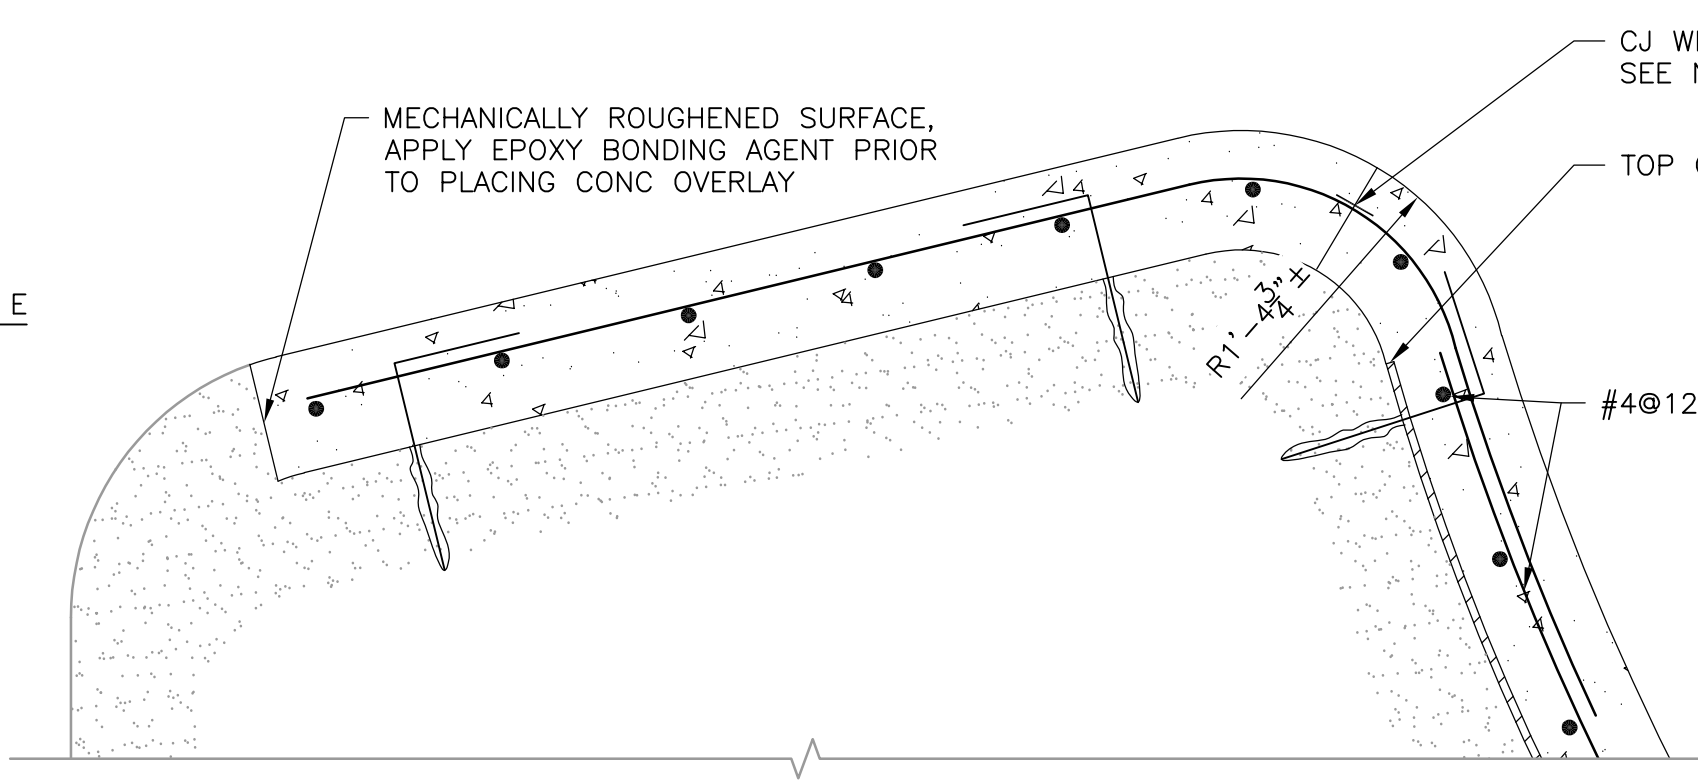 CJ
SEE
MECHANICALLY ROUGHENED SURFACE,
APPLY EPOXY BONDING AGENT PRIOR
TO PLACING CONC OVERLAY
TOP
E
R1'-4¾"±
#4@12